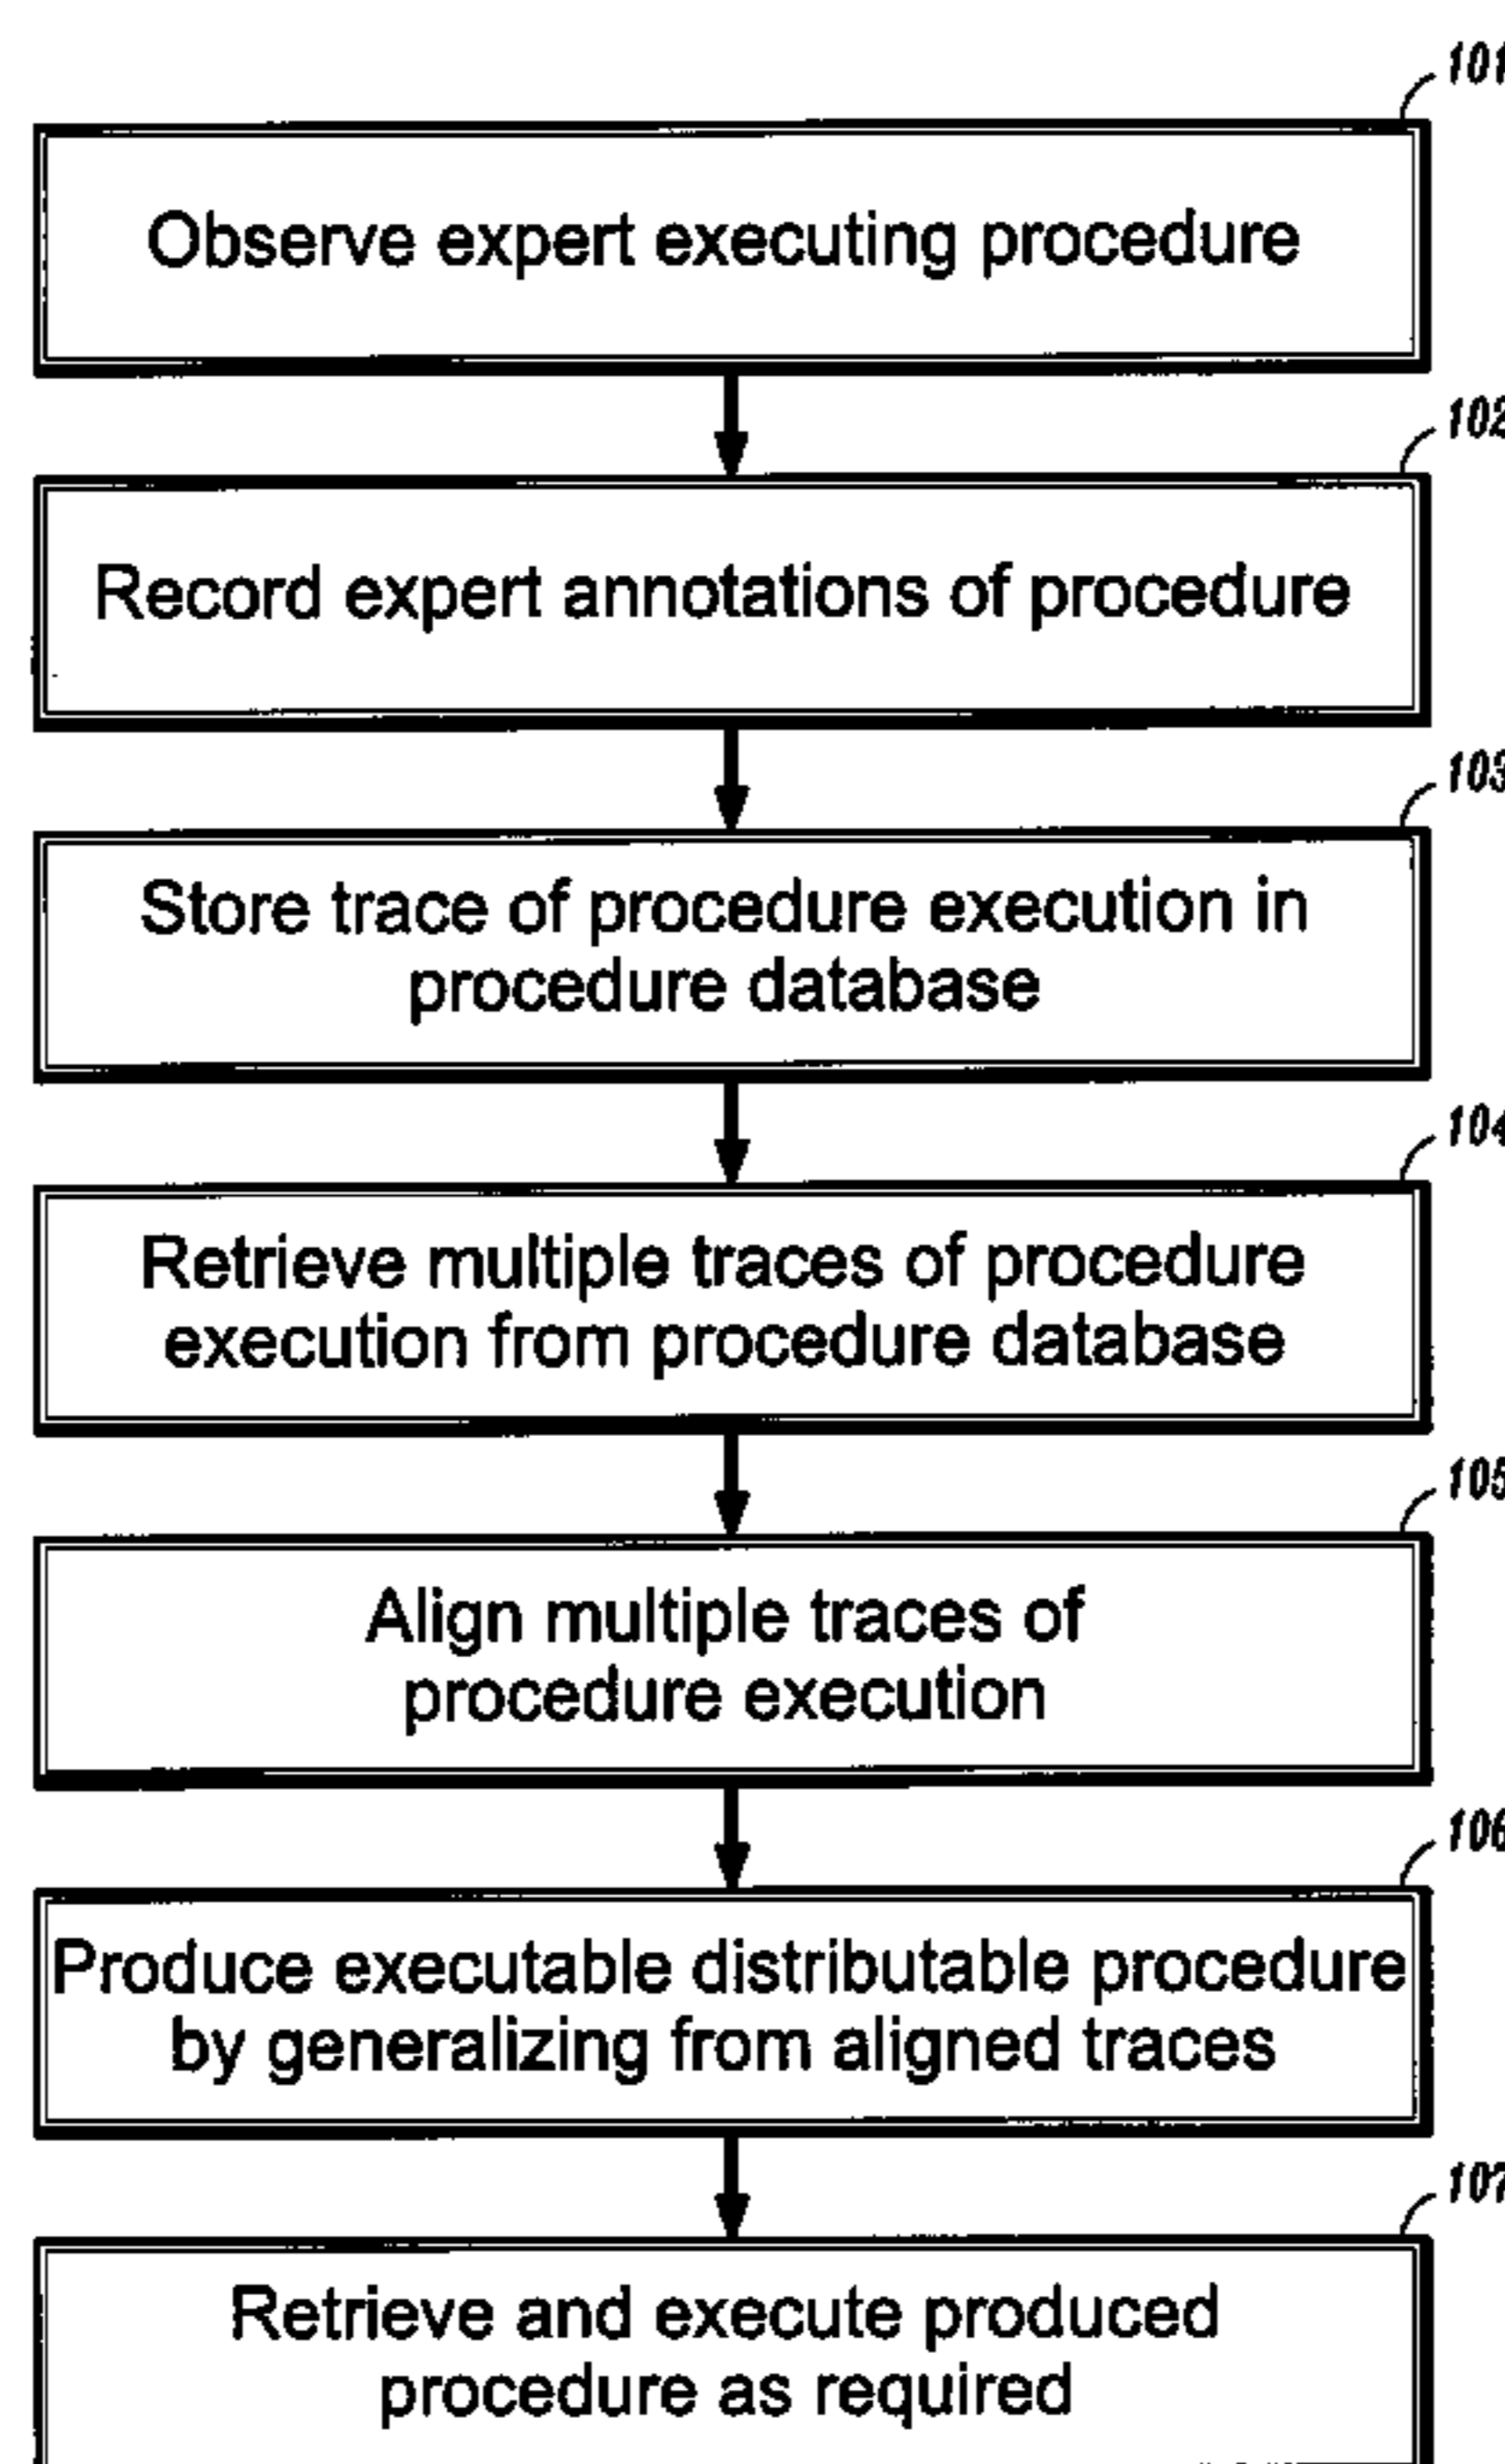 101
Observe expert executing procedure
102
Record expert annotations of procedure
103
Store trace of procedure execution in
procedure database
104
Retrieve multiple traces of procedure
execution from procedure database
105
Align multiple traces of
procedure execution
106
Produce executable distributable procedure
by generalizing from aligned traces
107
Retrieve and execute produced
procedure as required